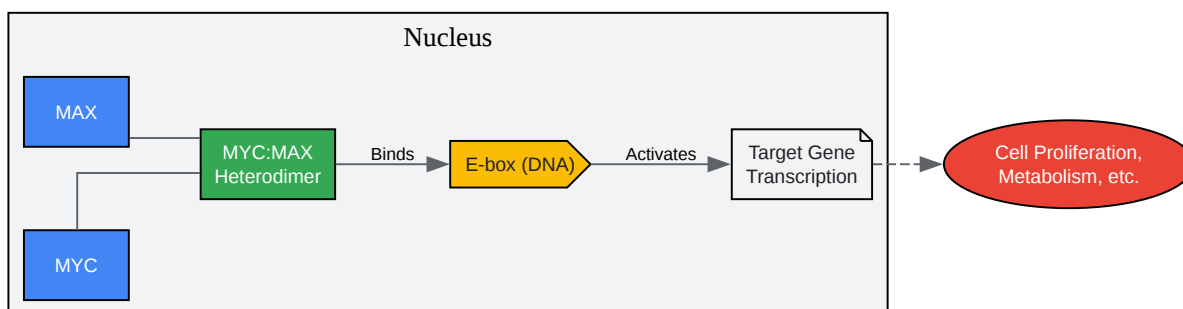 Nucleus
MAX
MYC:MAX
Heterodimer
Binds
E-box (DNA)
Activates
Target Gene
Transcription
Cell Proliferation,
Metabolism, etc.
MYC